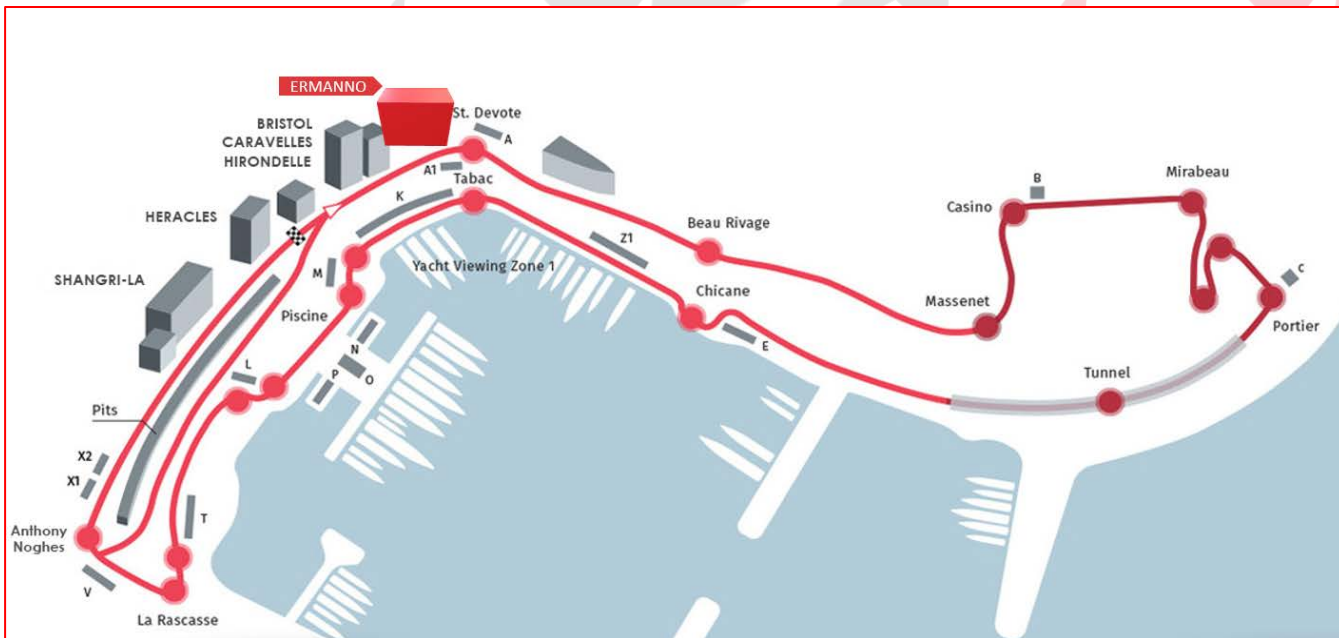 ERMANNO
St. Devote
BRISTOL
CARAVELLES
HIRONDELLE
A
A1
Tabac
K
HERACLES
SHANGRI-LA
M
Yacht Viewing Zone 1
Z1
Beau Rivage
Casino
B
Mirabeau
C
Portier
Massenet
Chicane
E
Tunnel
Piscine
N
O
P
L
Pits
X2
X1
T
Anthony
Noghes
V
La Rascasse